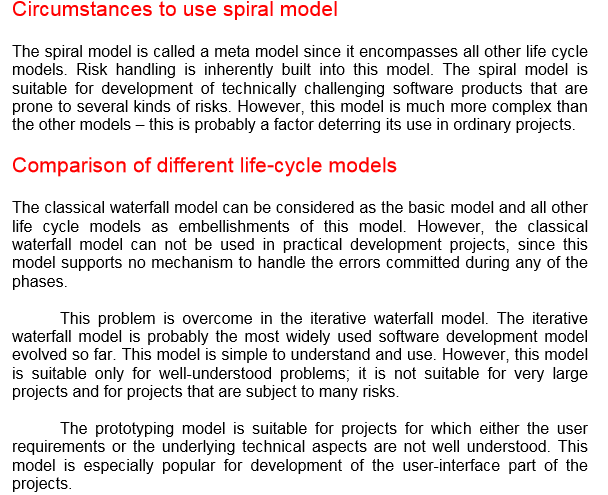 Circumstances to use spiral model
The spiral model is called a meta model since it encompasses all other life cycle
models. Risk handling is inherently built into this model. The spiral model is
suitable for development of technically challenging software products that are
prone to several kinds of risks. However, this model is much more complex than
the other models – this is probably a factor deterring its use in ordinary projects.
Comparison of different life-cycle models
The classical waterfall model can be considered as the basic model and all other
life cycle models as embellishments of this model. However, the classical
waterfall model can not be used in practical development projects, since this
model supports no mechanism to handle the errors committed during any of the
phases.
This problem is overcome in the iterative waterfall model. The iterative
waterfall model is probably the most widely used software development model
evolved so far. This model is simple to understand and use. However, this model
is suitable only for well-understood problems; it is not suitable for very large
projects and for projects that are subject to many risks.
The prototyping model is suitable for projects for which either the user
requirements or the underlying technical aspects are not well understood. This
model is especially popular for development of the user-interface part of the
projects.